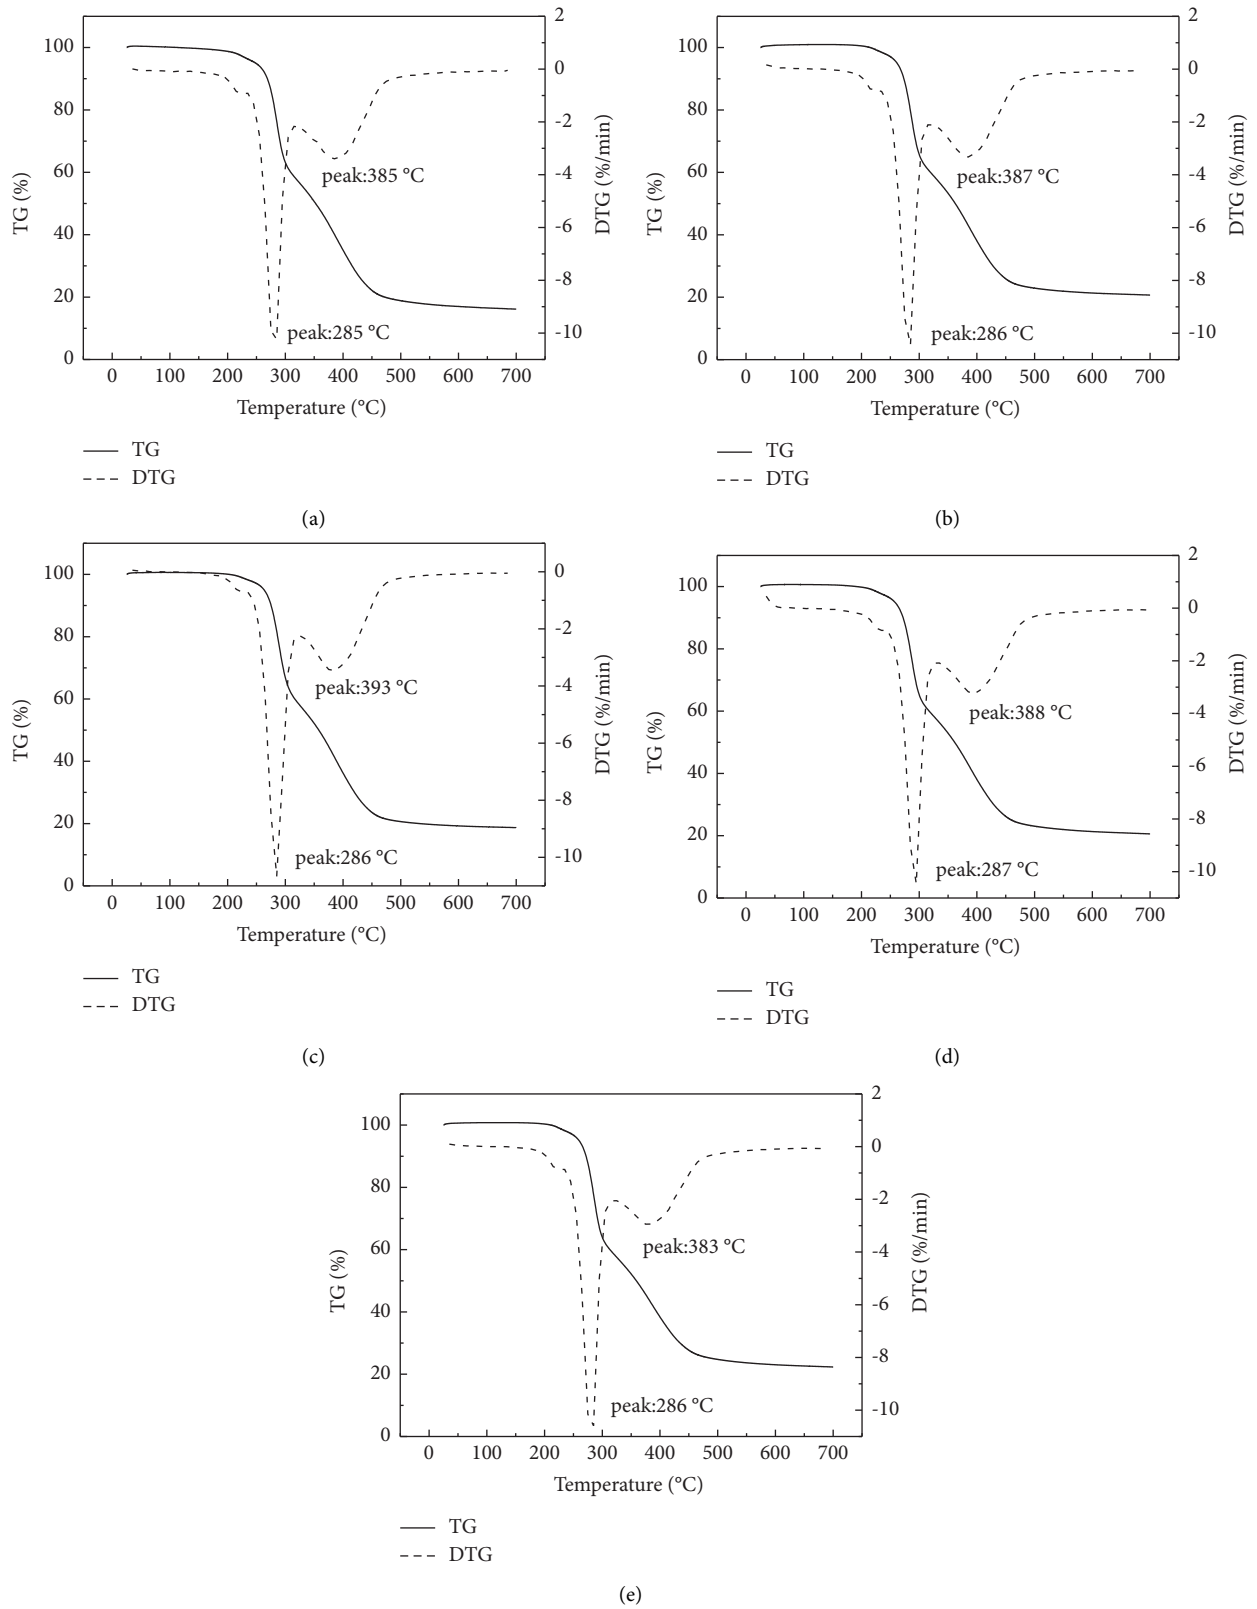 2
100
0
80
-2
60
-4
TG (%)
DTG (%/min)
peak:385 °C
40
-6
20
-8
peak:285 °C
-10
0
0 100 200 300 400 500 600 700
Temperature (°C)
TG
DTG
(a)
2
100
0
80
-2
60
-4
TG (%)
DTG (%/min)
peak:387 °C
40
-6
20
-8
peak:286 °C
-10
0
0 100 200 300 400 500 600 700
Temperature (°C)
TG
DTG
(b)
100
0
80
-2
60
-4
TG (%)
DTG (%/min)
peak:393 °C
40
-6
20
-8
peak:286 °C
-10
0
0 100 200 300 400 500 600 700
Temperature (°C)
TG
DTG
(c)
2
100
0
80
-2
60
-4
TG (%)
DTG (%/min)
peak:388 °C
40
-6
20
-8
peak:287 °C
-10
0
0 100 200 300 400 500 600 700
Temperature (°C)
TG
DTG
(d)
2
100
0
80
-2
60
-4
TG (%)
DTG (%/min)
peak:383 °C
40
-6
20
-8
peak:286 °C
-10
0
0 100 200 300 400 500 600 700
Temperature (°C)
TG
DTG
(e)